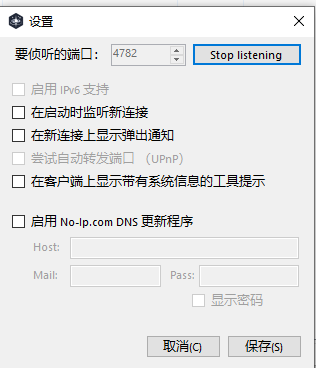 设置
要侦听的端口: 4782 Stop listening
启用 IPv6 支持
在启动时监听新连接
在新连接上显示弹出通知
尝试自动转发端口 (UPnP)
在客户端上显示带有系统信息的工具提示
启用 No-Ip.com DNS 更新程序
Host:
Mail: Pass:
显示密码
取消(C) 保存(S)